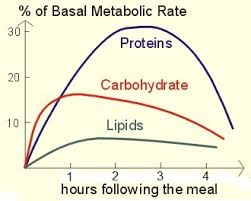 % of Basal Metabolic Rate
30
Proteins
20
Carbohydrate
10
Lipids
1 2 3 4
hours following the meal